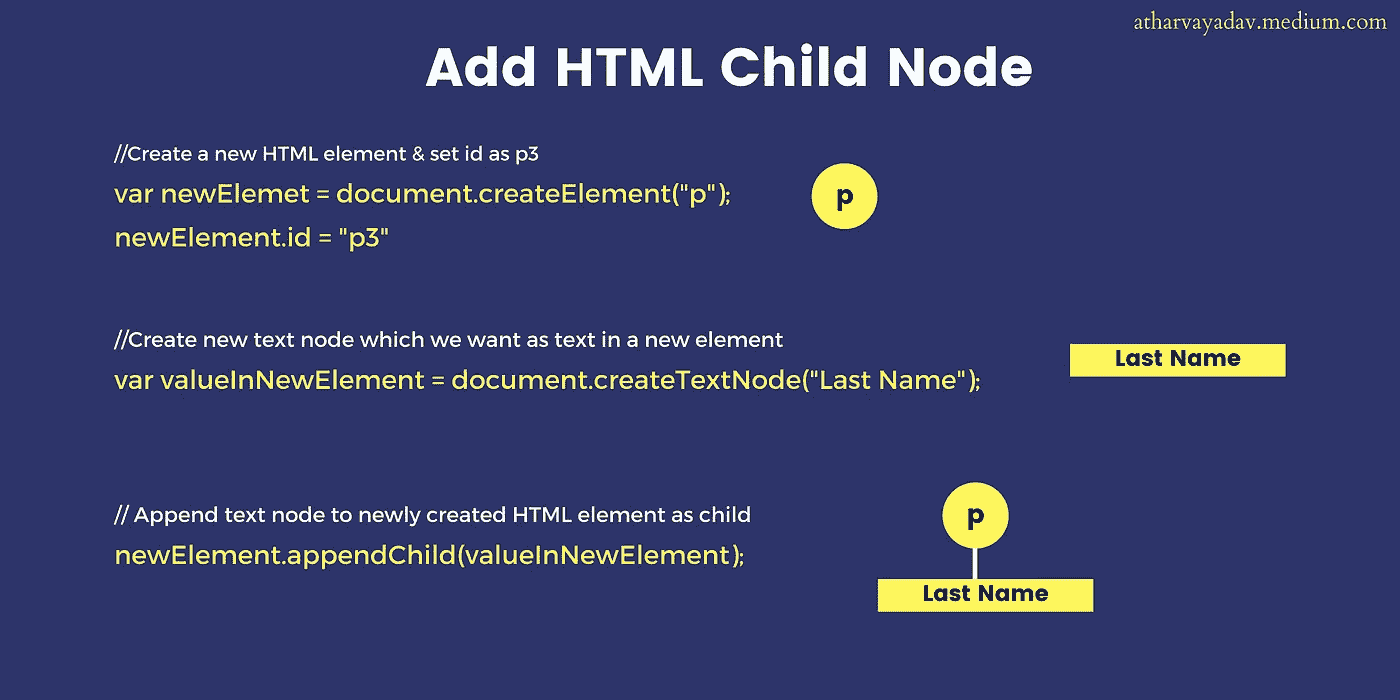 atharvayadav.medium.com
Add HTML Child Node
//Create a new HTML element & set id as p3
var newElemet = document.createElement("p");
newElement.id = "p3"
p
//Create new text node which we want as text in a new element
var valueInNewElement = document.createTextNode("Last Name");
Last Name
// Append text node to newly created HTML element as child
newElement.appendChild(valueInNewElement);
p
Last Name